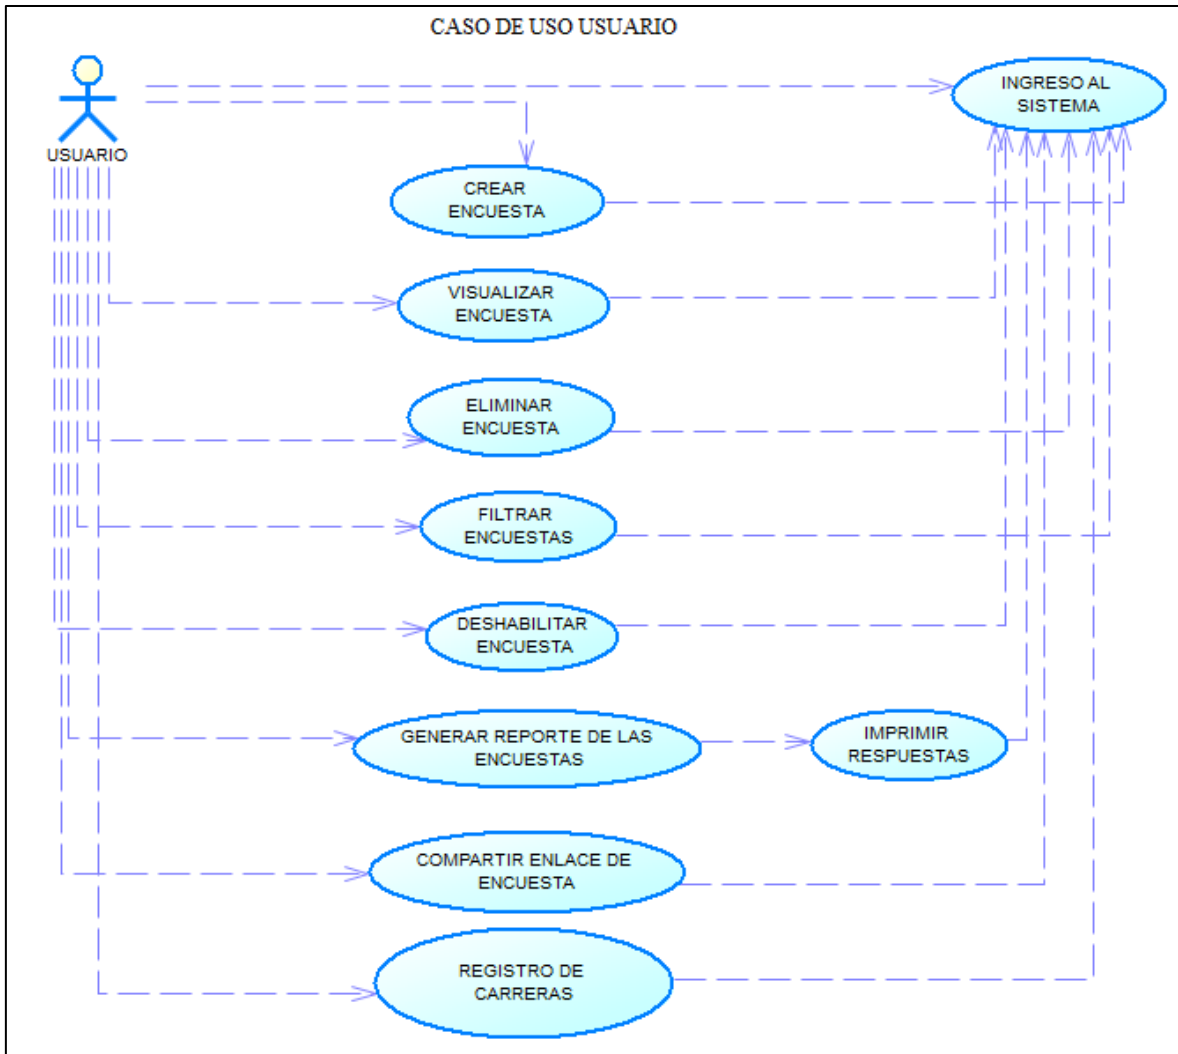 CASO DE USO USUARIO
USUARIO
INGRESO AL
SISTEMA
CREAR
ENCUESTA
VISUALIZAR
ENCUESTA
ELIMINAR
ENCUESTA
FILTRAR
ENCUESTAS
DESHABILITAR
ENCUESTA
GENERAR REPORTE DE LAS
ENCUESTAS
IMPRIMIR
RESPUESTAS
COMPARTIR ENLACE DE
ENCUESTA
REGISTRO DE
CARRERAS